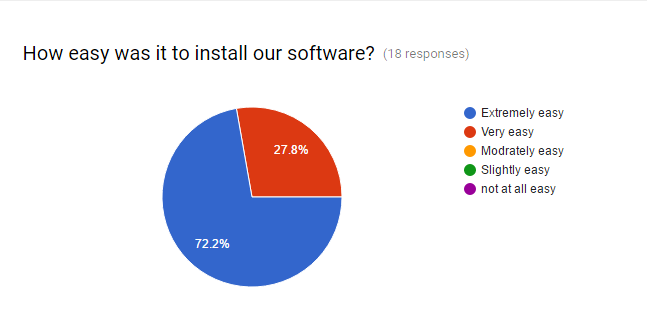 How easy was it to install our software? (18 responses)
Extremely easy
Very easy
Modrately easy
Slightly easy
not at all easy
27.8%
72.2%